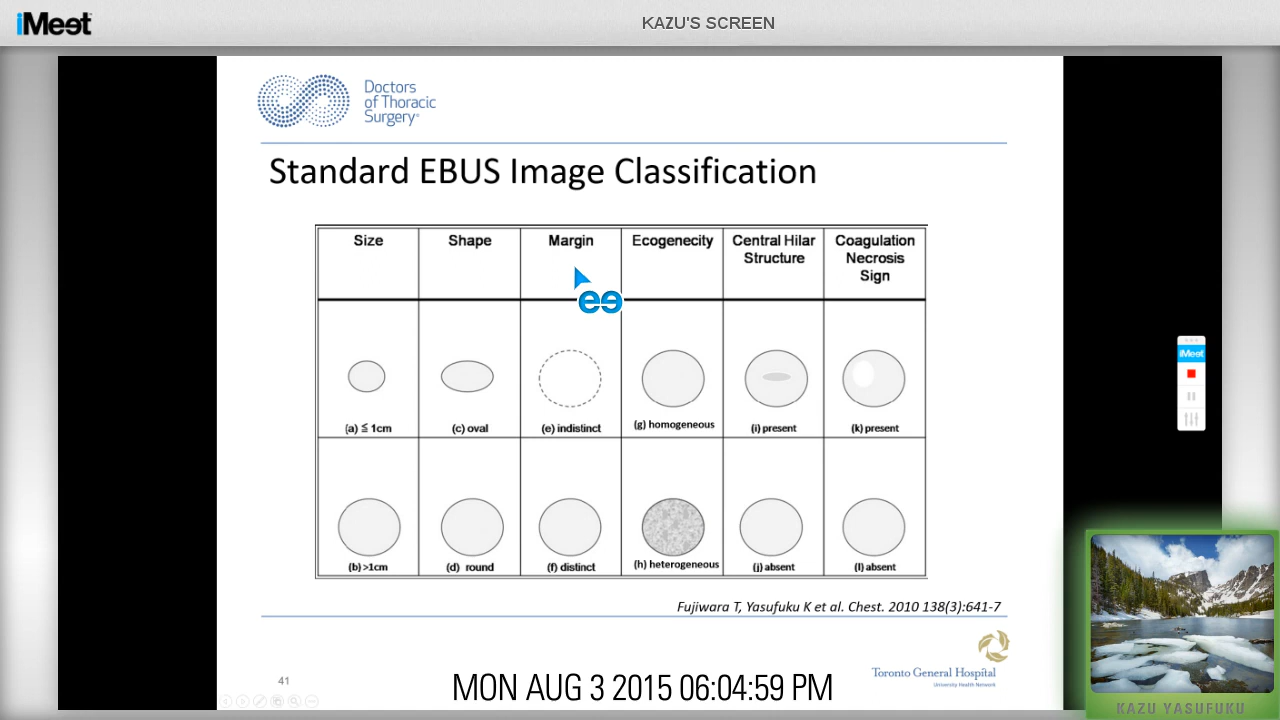 iMeet
KAZU'S SCREEN
Doctors
of Thoracic
Surgery
Standard EBUS Image Classification
Size
Shape
Margin
Ecogenecity
Central Hilar
Structure
Coagulation
Necrosis
Sign
(a) ≦ 1cm
(c) oval
(e) indistinct
(g) homogeneous
(i) present
(k) present
(b) >1cm
(d) round
(f) distinct
(h) heterogeneous
(j) absent
(l) absent
iMeet
Fujiwara T, Yasufuku K et al. Chest. 2010 138(3):641-7
Toronto General Hospital
University Health Network
41
MON AUG 3 2015 06:04:59 PM
KAZU YASUFUKU